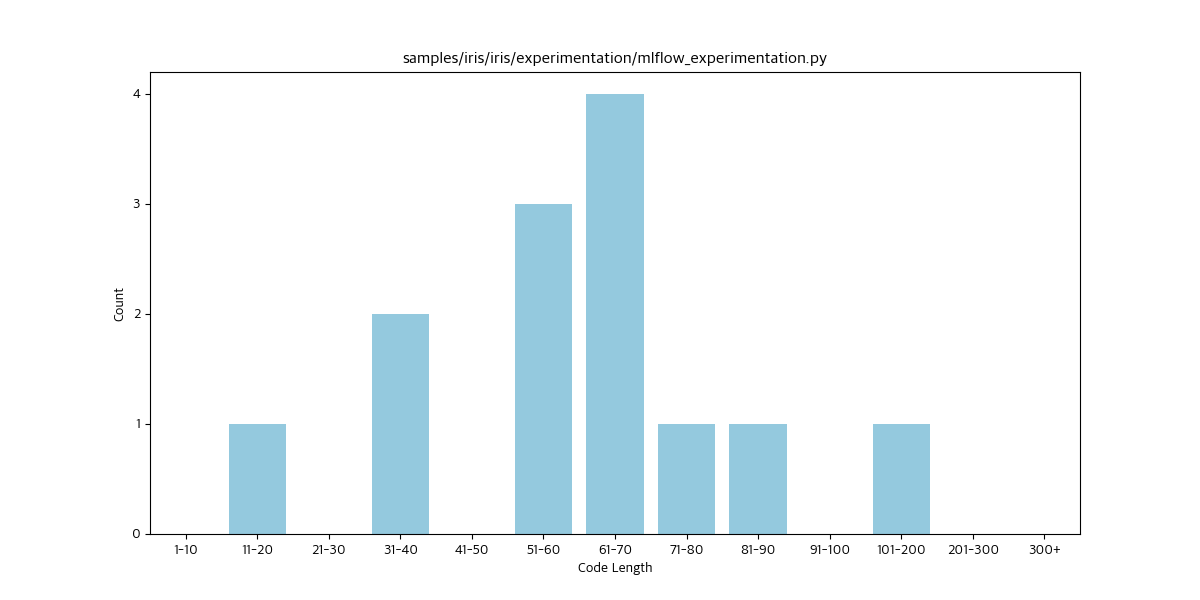 samples/iris/iris/experimentation/mlflow_experimentation.py
Count
4
3
2
1
0
1-10 11-20 21-30 31-40 41-50 51-60 61-70 71-80 81-90 91-100 101-200 201-300 300+
Code Length